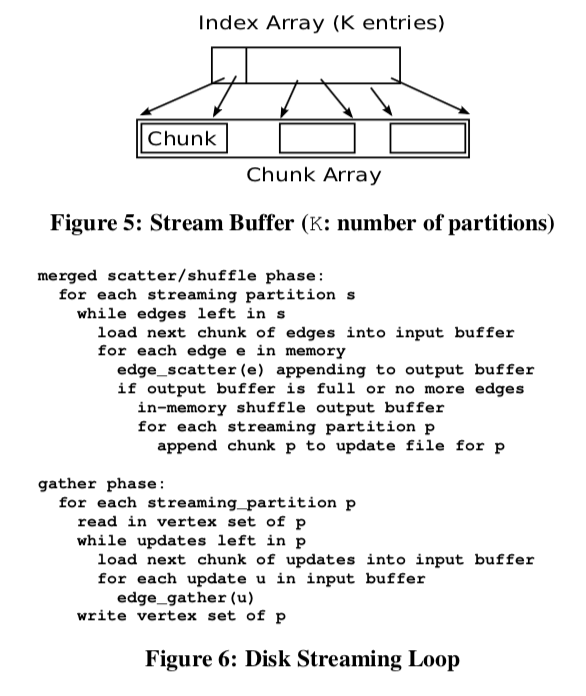 Index Array (K entries)
Chunk
Chunk Array
Figure 5: Stream Buffer (K: number of partitions)
merged scatter/shuffle phase:
for each streaming partition s
while edges left in s
load next chunk of edges into input buffer
for each edge e in memory
edge_scatter(e) appending to output buffer
if output buffer is full or no more edges
in-memory shuffle output buffer
for each streaming partition p
append chunk p to update file for p
gather phase:
for each streaming_partition p
read in vertex set of p
while updates left in p
load next chunk of updates into input buffer
for each update u in input buffer
edge_gather(u)
write vertex set of p
Figure 6: Disk Streaming Loop